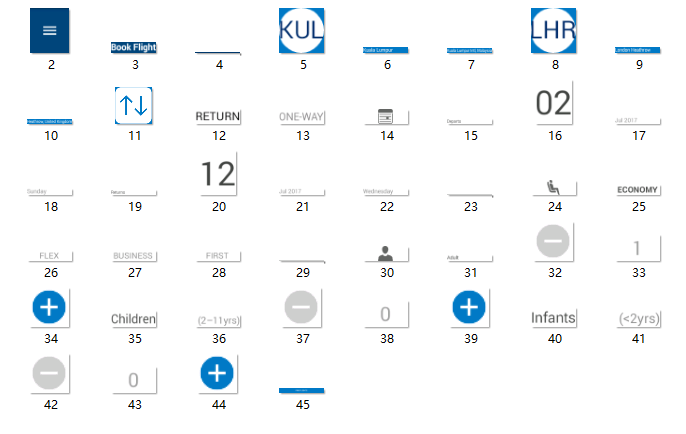 KUL
LHR
Book Flight
Kuala Lumpur
London Heathrow
2 3 4 5 6 7 8 9
Heathrow, United Kingdom
RETURN
ONE-WAY
Departs
02
Jul 2017
10 11 12 13 14 15 16 17
Sunday
Returns
12
Jul 2017
Wednesday
ECONOMY
18 19 20 21 22 23 24 25
FLEX
BUSINESS
FIRST
Adult
1
26 27 28 29 30 31 32 33
Children
(2–11yrs)
0
Infants
(<2yrs)
34 35 36 37 38 39 40 41
0
42 43 44 45